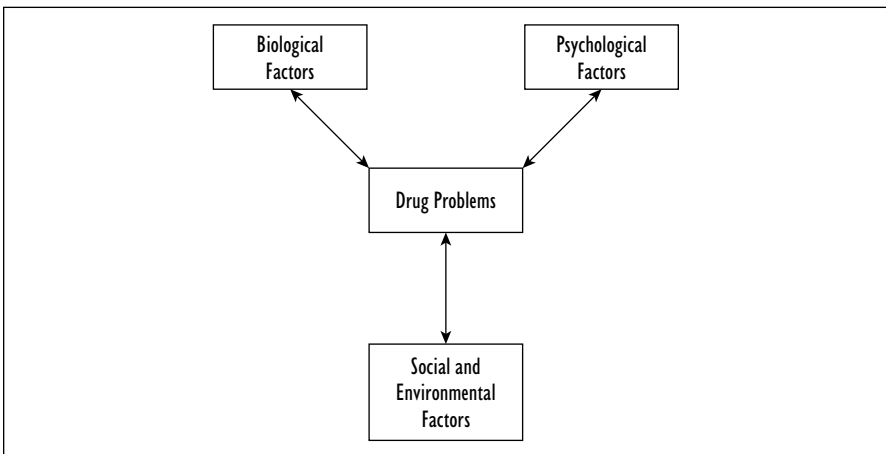 Biological
Factors
Psychological
Factors
Drug Problems
Social and
Environmental
Factors